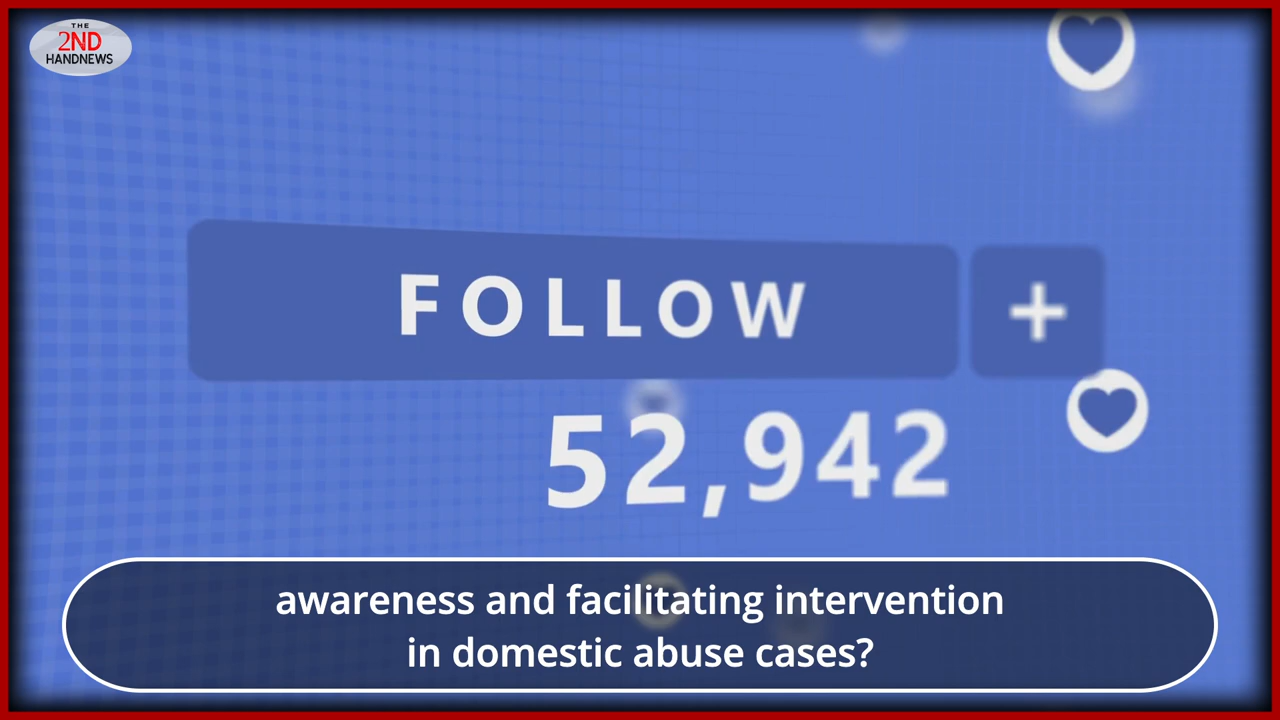 THE
2ND
HANDNEWS
FOLLOW +
52,942
awareness and facilitating intervention
in domestic abuse cases?